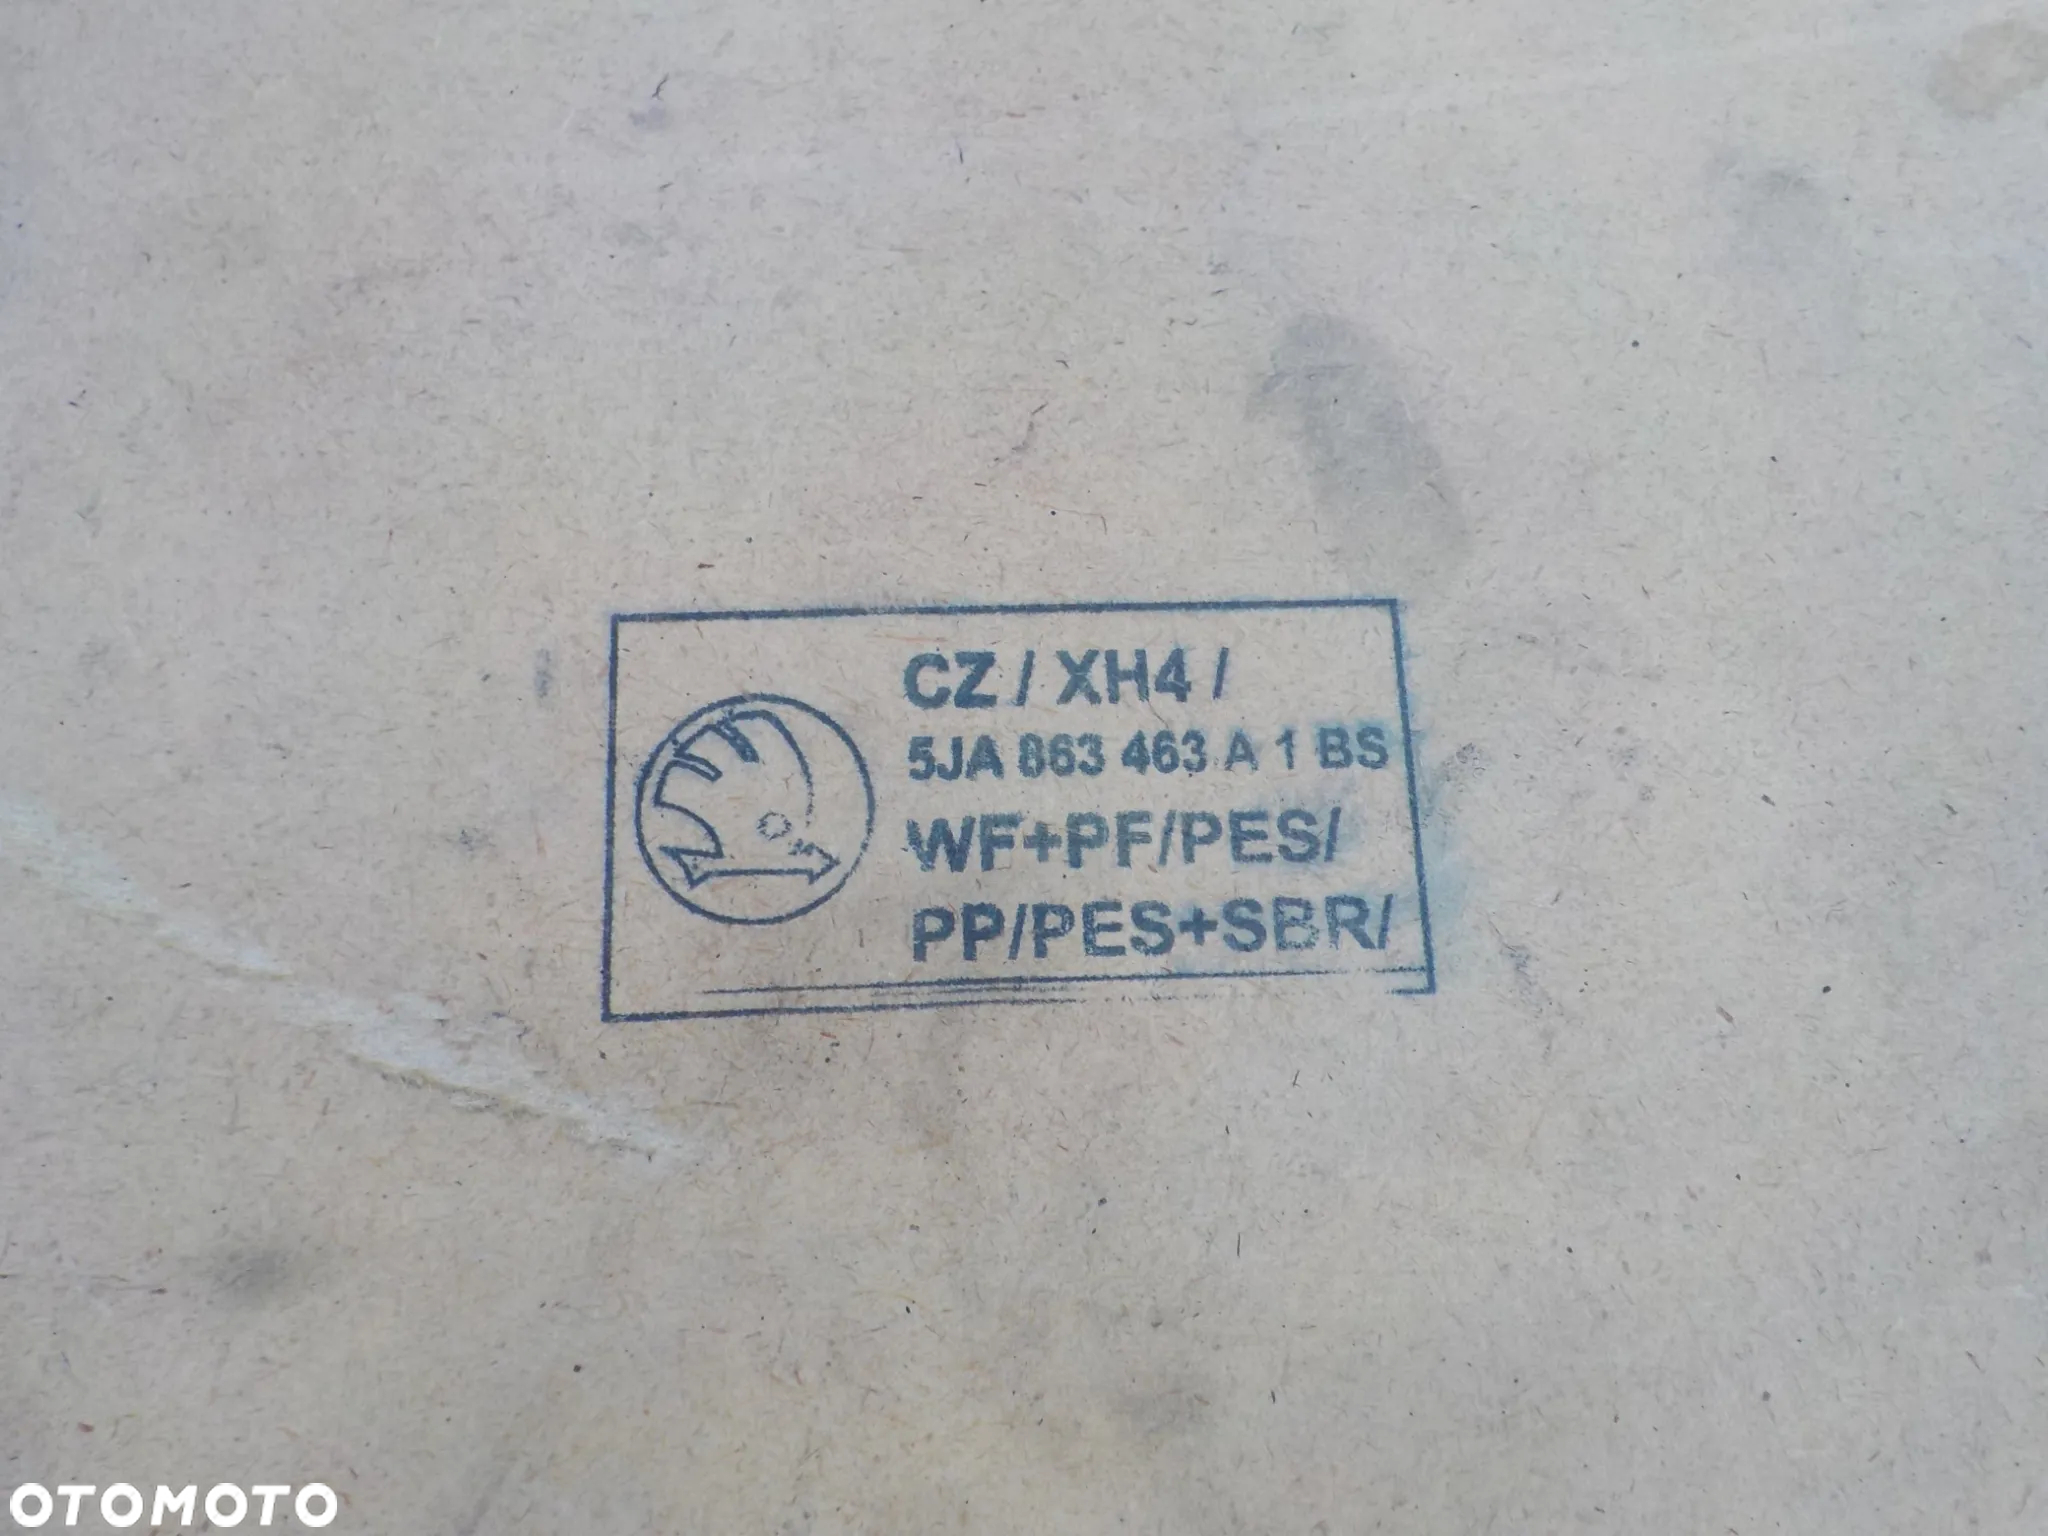 CZ / XH4 /
5JA 863 463 A 1 BS
WF+PF/PES/
PP/PES+SBR/
OTOMOTO